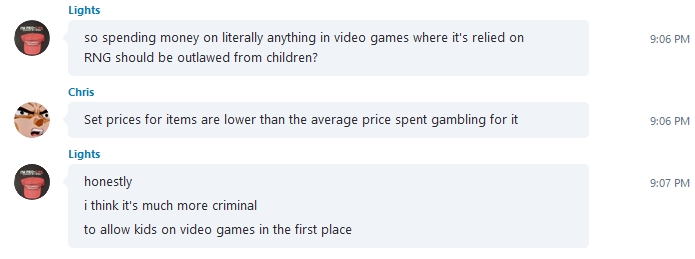 Lights
so spending money on literally anything in video games where it's relied on
RNG should be outlawed from children?
9:06 PM
Chris
Set prices for items are lower than the average price spent gambling for it
9:06 PM
Lights
honestly
9:07 PM
i think it's much more criminal
to allow kids on video games in the first place